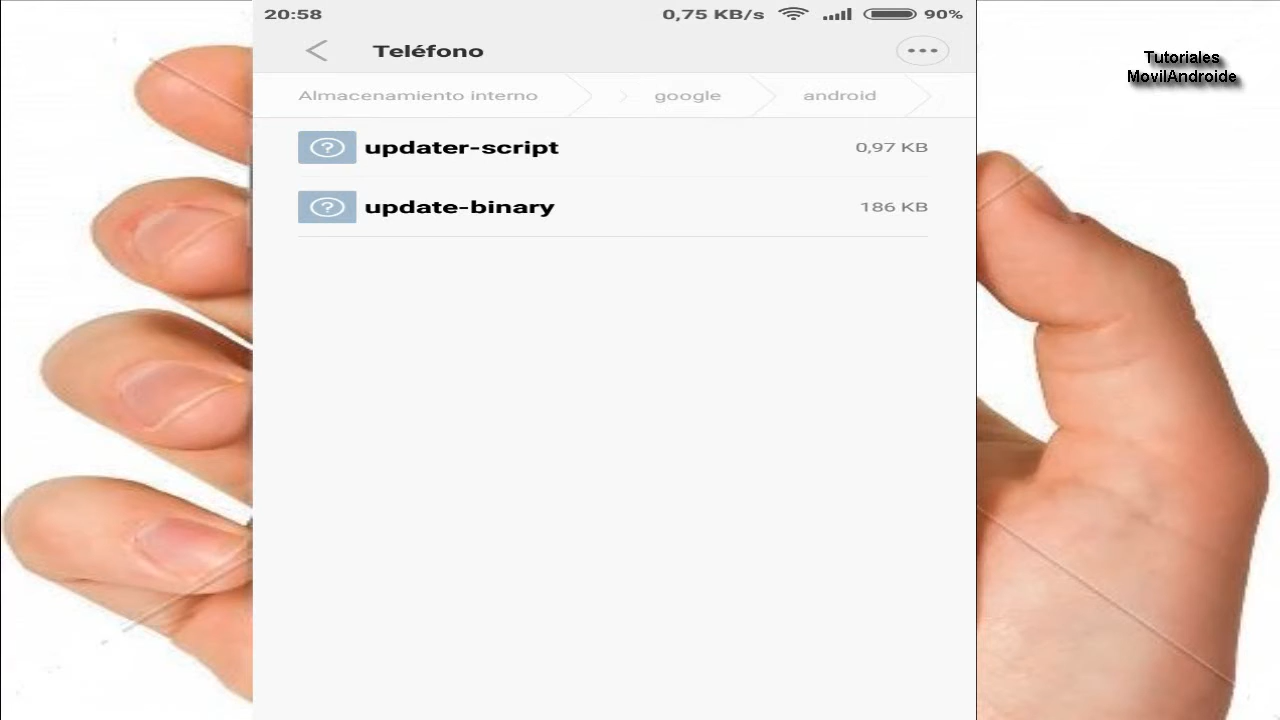 20:58 0,75 KB/s 90%
Teléfono
Tutoriales
MovilAndroide
Almacenamiento interno google android
updater-script 0,97 KB
update-binary 186 KB